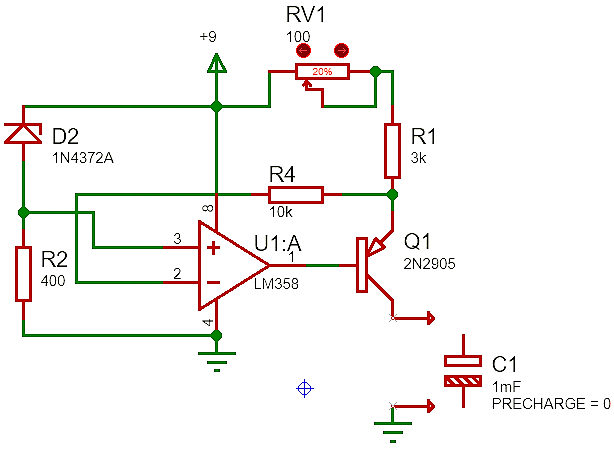 +9
RV1
100
20%
D2
1N4372A
R1
3k
R4
10k
8
3
U1:A
1
2
LM358
4
Q1
2N2905
R2
400
C1
1mF
PRECHARGE = 0